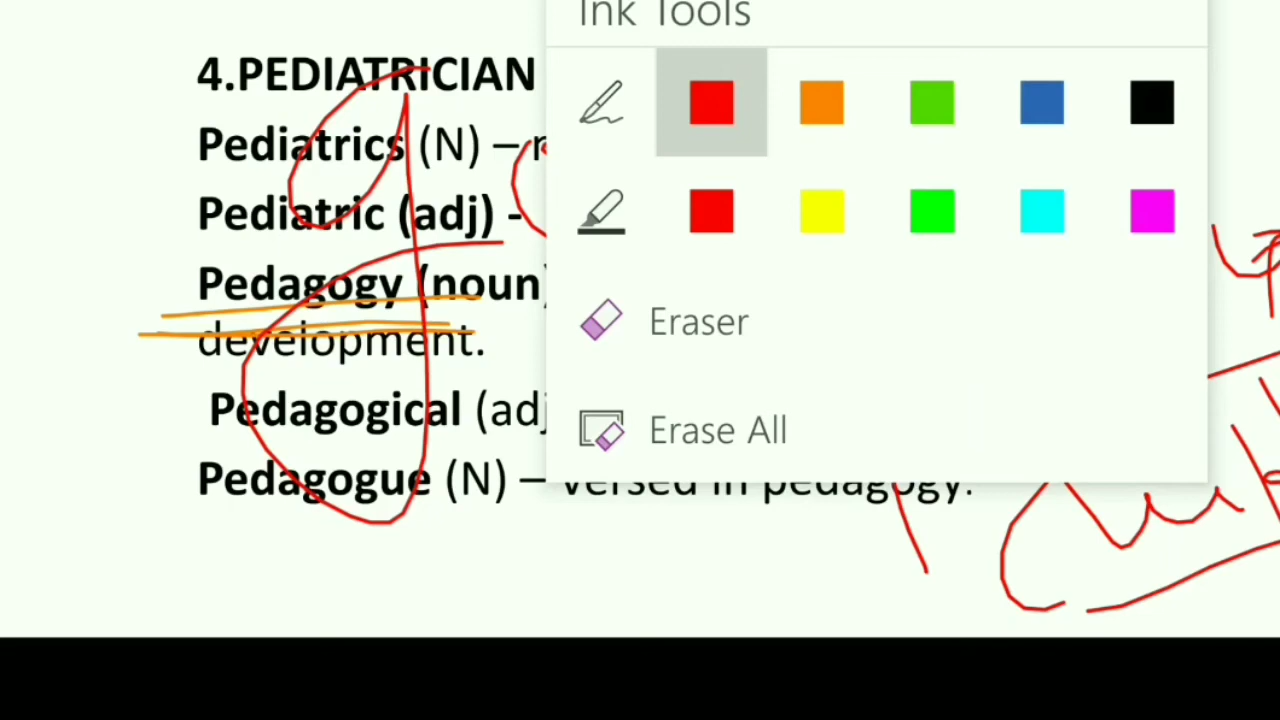 Ink Tools
4.PEDIATRICIAN
Pediatrics (N) –
Pediatric (adj) -
Pedagogy (noun)
development.
Pedagogical (adj
Pedagogue (N) – versed in pedagogy.
Eraser
Erase All